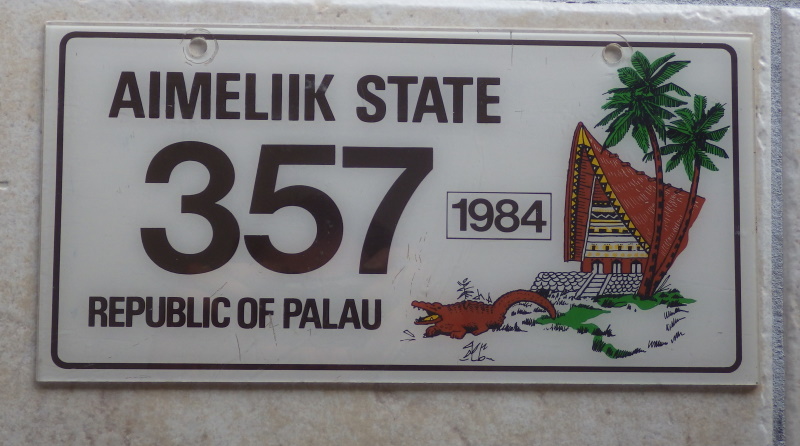 AIMELIIK STATE
357
1984
REPUBLIC OF PALAU